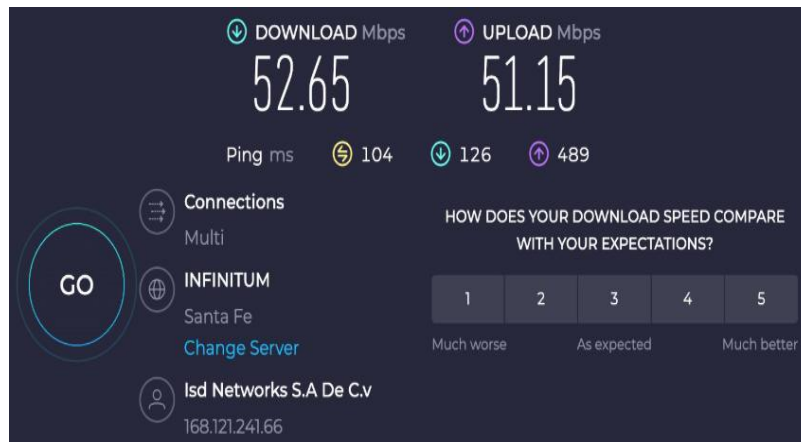 DOWNLOAD Mbps UPLOAD Mbps
52.65 51.15
Ping ms 104 126 489
Connections
Multi
HOW DOES YOUR DOWNLOAD SPEED COMPARE
WITH YOUR EXPECTATIONS?
GO
INFINITUM
Santa Fe
Change Server
1 2 3 4 5
Much worse As expected Much better
Isd Networks S.A De C.v
168.121.241.66